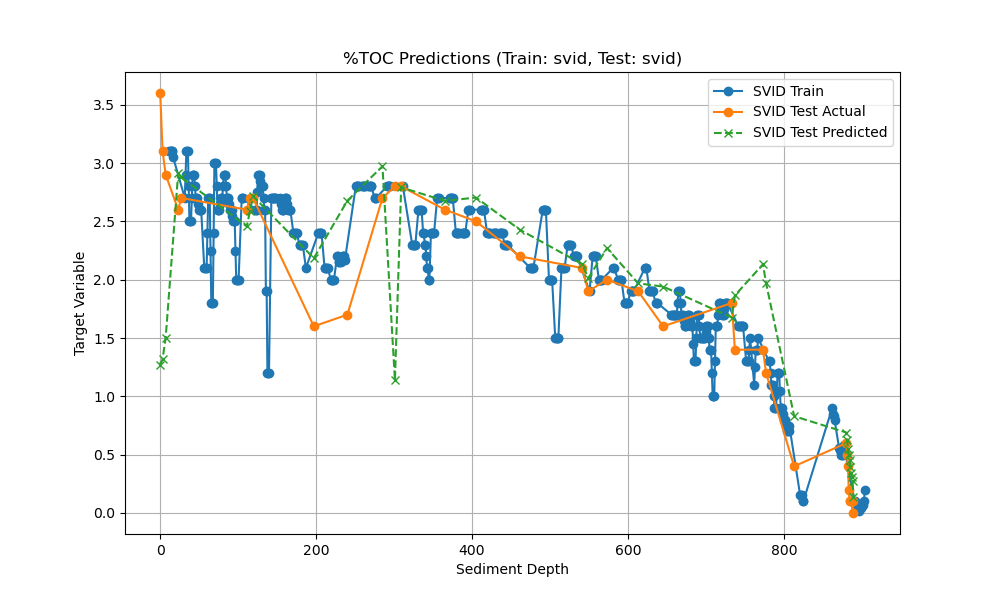 %TOC Predictions (Train: svid, Test: svid)
SVID Train
SVID Test Actual
SVID Test Predicted
Target Variable
3.5
3.0
2.5
2.0
1.5
1.0
0.5
0.0
0 200 400 600 800
Sediment Depth